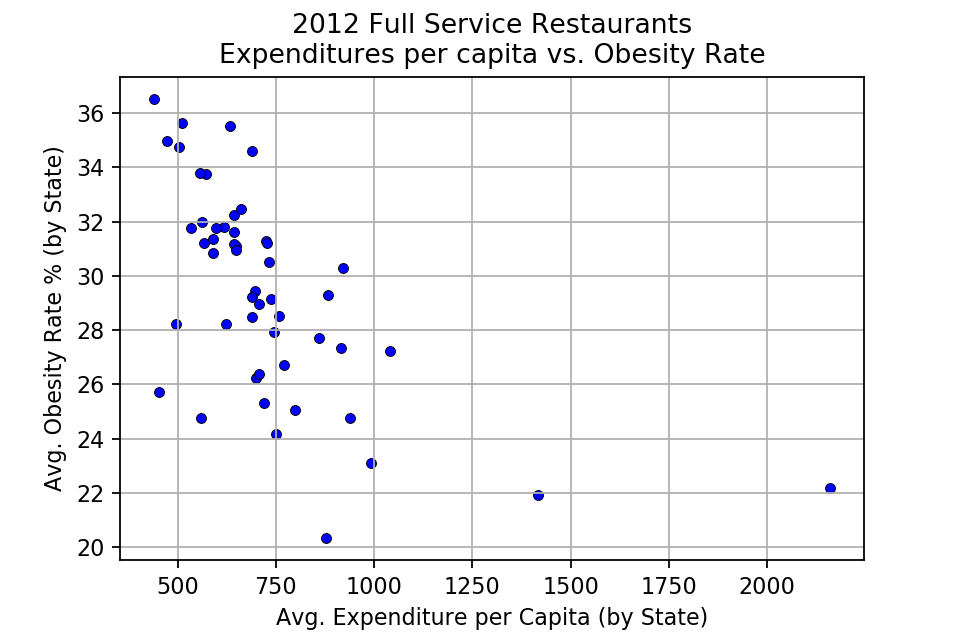 2012 Full Service Restaurants
Expenditures per capita vs. Obesity Rate
Avg. Obesity Rate % (by State)
36
34
32
30
28
26
24
22
20
500 750 1000 1250 1500 1750 2000
Avg. Expenditure per Capita (by State)